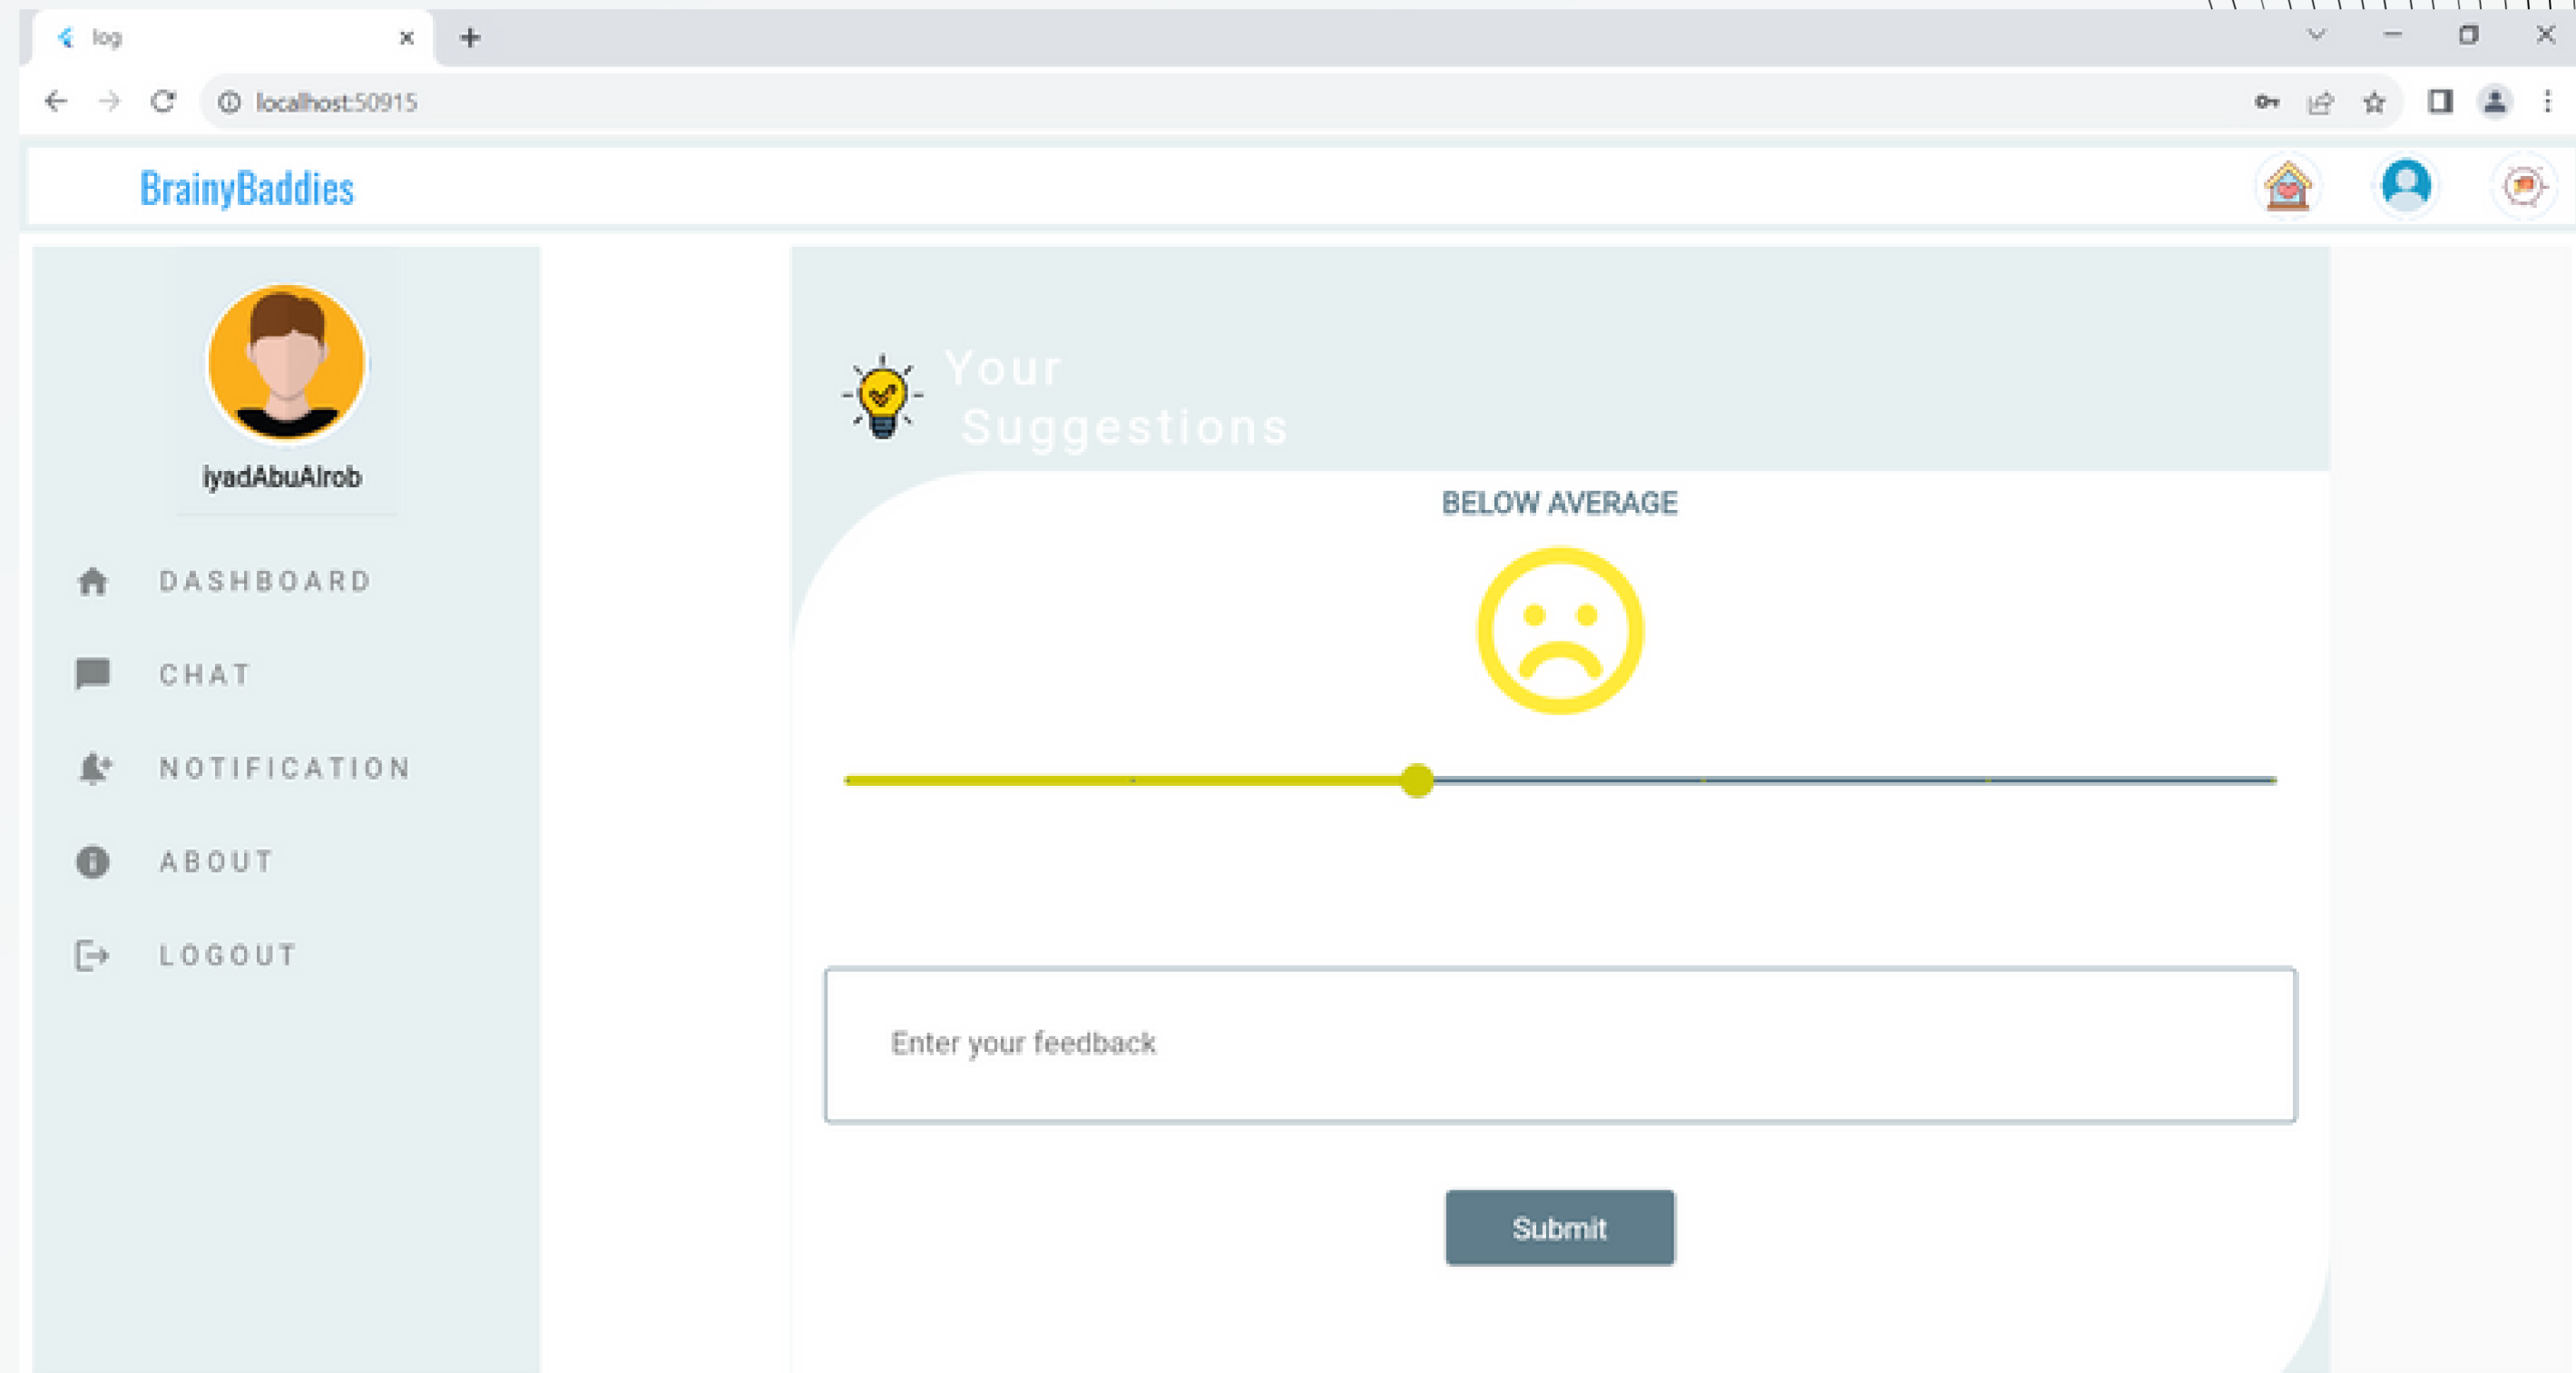 log
localhost:50915
BrainyBaddies
iyadAbuAlrob
DASHBOARD
CHAT
NOTIFICATION
ABOUT
LOGOUT
Your
Suggestions
BELOW AVERAGE
Enter your feedback
Submit